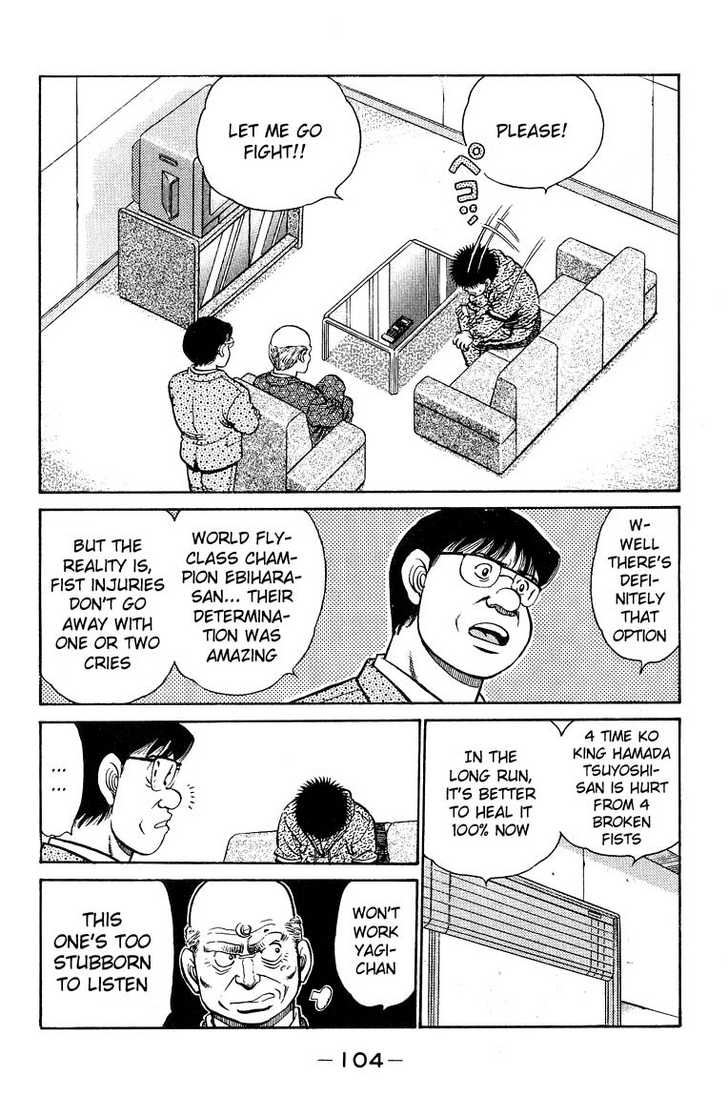 PLEASE!
ペコッ
LET ME GO
FIGHT!!
W-
WELL
THERE'S
DEFI-
NITELY
THAT
OPTION
WORLD FLY-
CLASS CHAM-
PION EBIHARA-
SAN... THEIR
DETERMINA-
TION WAS
AMAZING
BUT THE
REALITY IS,
FIST INJURIES
DON'T GO
AWAY WITH
ONE OR TWO
CRIES
4 TIME KO
KING HAMADA
TSUYOSHI-
SAN IS HURT
FROM 4
BROKEN
FISTS
IN THE
LONG RUN,
IT'S BETTER
TO HEAL IT
100% NOW
...
...
WON'T
WORK
YAGI-
CHAN
THIS
ONE'S TOO
STUBBORN
TO LISTEN
—104—